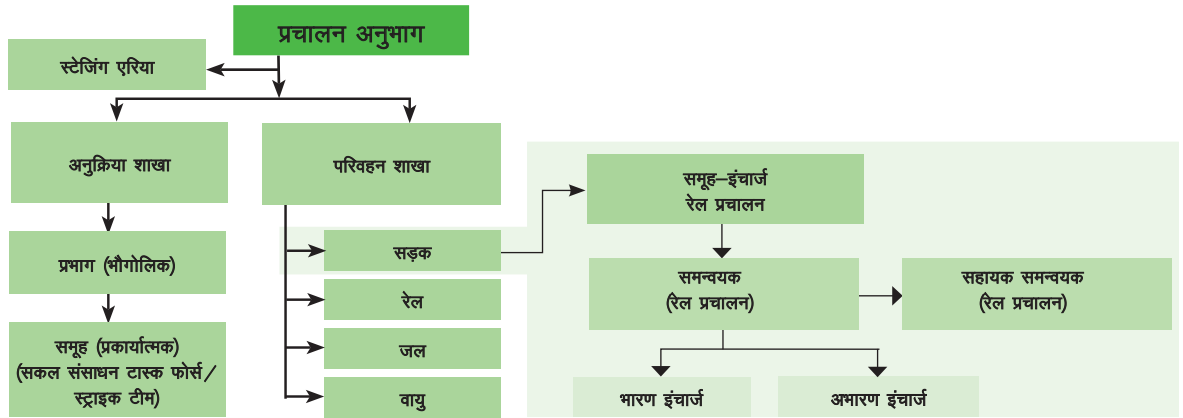 प्रचालन अनुभाग
स्टेजिंग एरिया
अनुक्रिया शाखा
परिवहन शाखा
प्रभाग (भौगोलिक)
समूह (प्रकार्यात्मक)
(सकल संसाधन टास्क फोर्स/
स्ट्राइक टीम)
सड़क
रेल
जल
वायु
समूह–इंचार्ज
रेल प्रचालन
समन्वयक
(रेल प्रचालन)
सहायक समन्वयक
(रेल प्रचालन)
भारण इंचार्ज
अभारण इंचार्ज